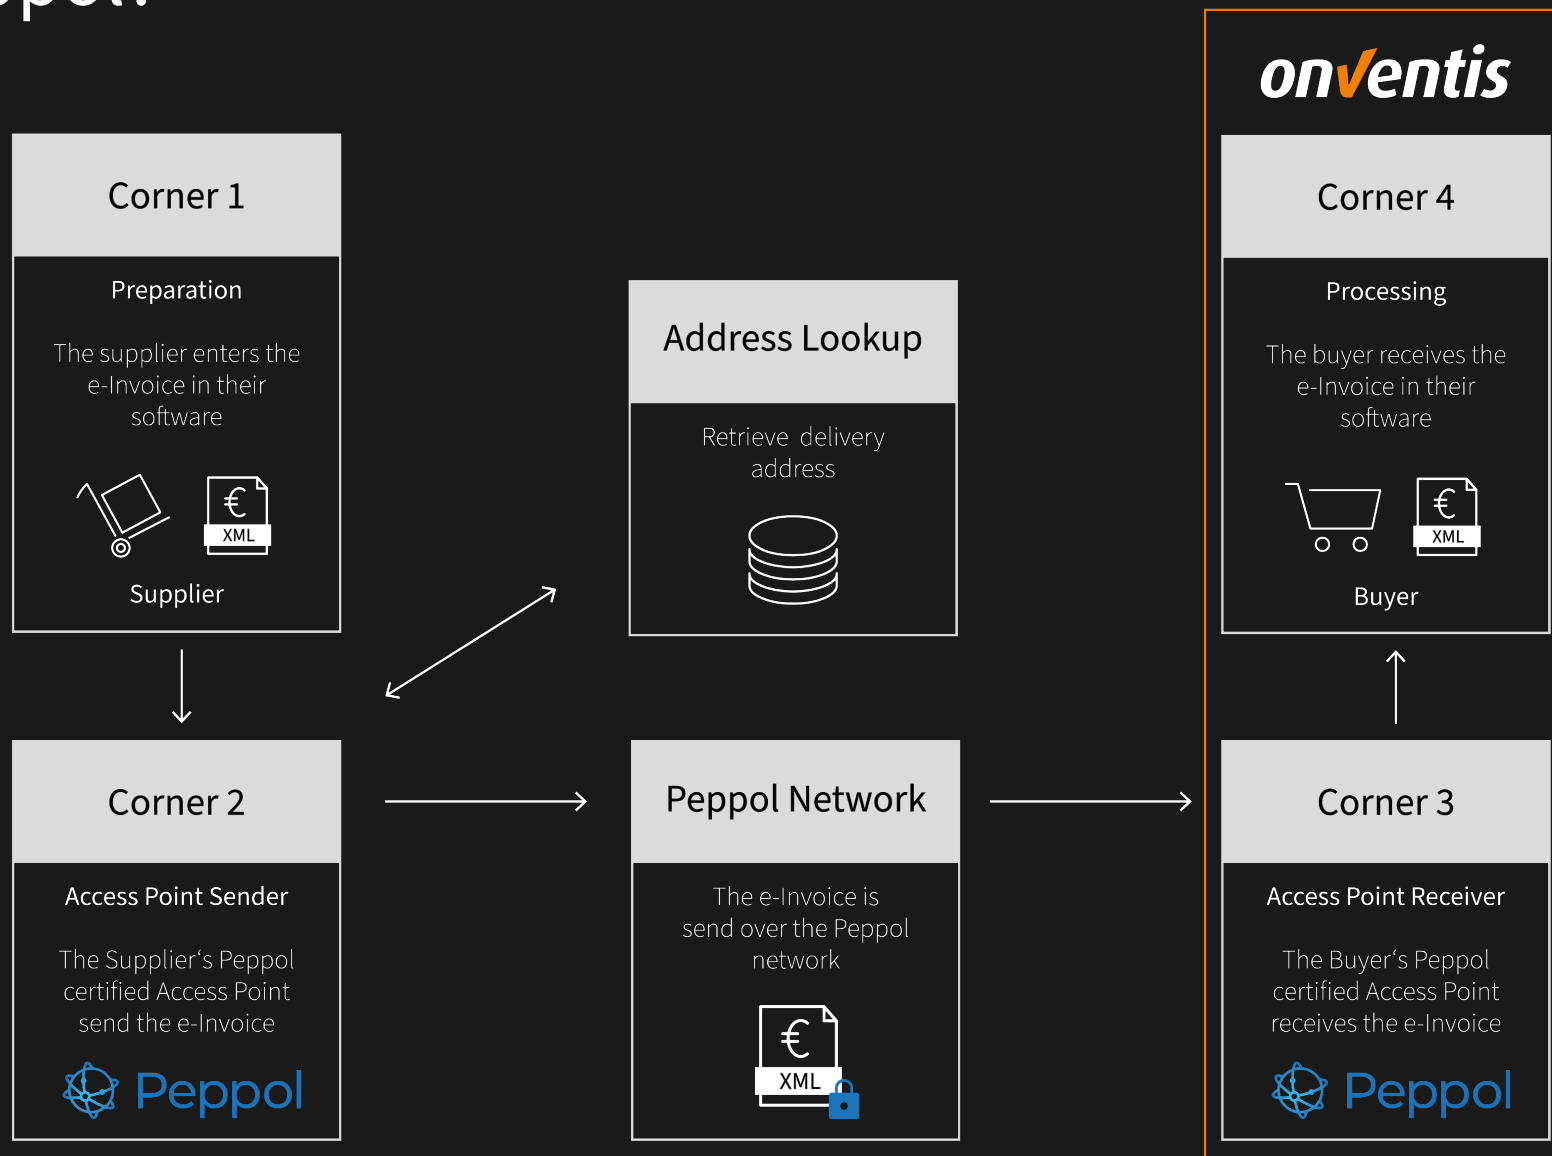 onventis
Corner 1
Preparation
The supplier enters the
e-Invoice in their
software
€
XML
Supplier
Address Lookup
Retrieve delivery
address
Corner 4
Processing
The buyer receives the
e-Invoice in their
software
€
XML
Buyer
Corner 2
Access Point Sender
The Supplier‘s Peppol
certified Access Point
send the e-Invoice
Peppol
Peppol Network
The e-Invoice is
send over the Peppol
network
€
XML
Corner 3
Access Point Receiver
The Buyer‘s Peppol
certified Access Point
receives the e-Invoice
Peppol